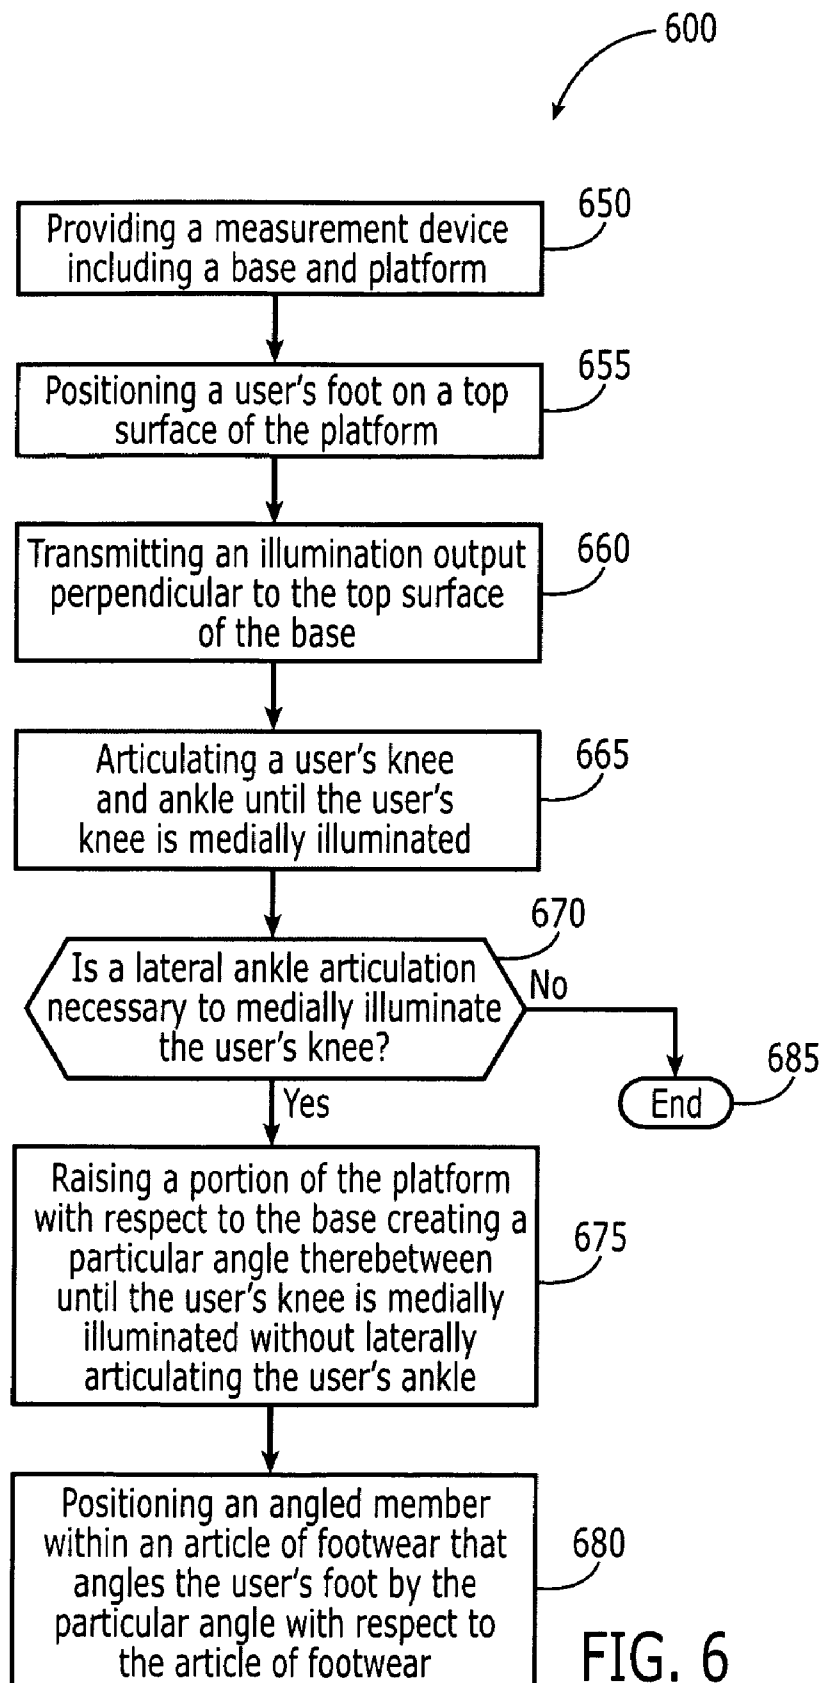 600
650
Providing a measurement device
including a base and platform
655
Positioning a user's foot on a top
surface of the platform
660
Transmitting an illumination output
perpendicular to the top surface
of the base
665
Articulating a user's knee
and ankle until the user's
knee is medially illuminated
670
Is a lateral ankle articulation
necessary to medially illuminate
the user's knee?
No
685
End
Yes
675
Raising a portion of the platform
with respect to the base creating a
particular angle therebetween
until the user's knee is medially
illuminated without laterally
articulating the user's ankle
680
Positioning an angled member
within an article of footwear that
angles the user's foot by the
particular angle with respect to
the article of footwear
FIG. 6